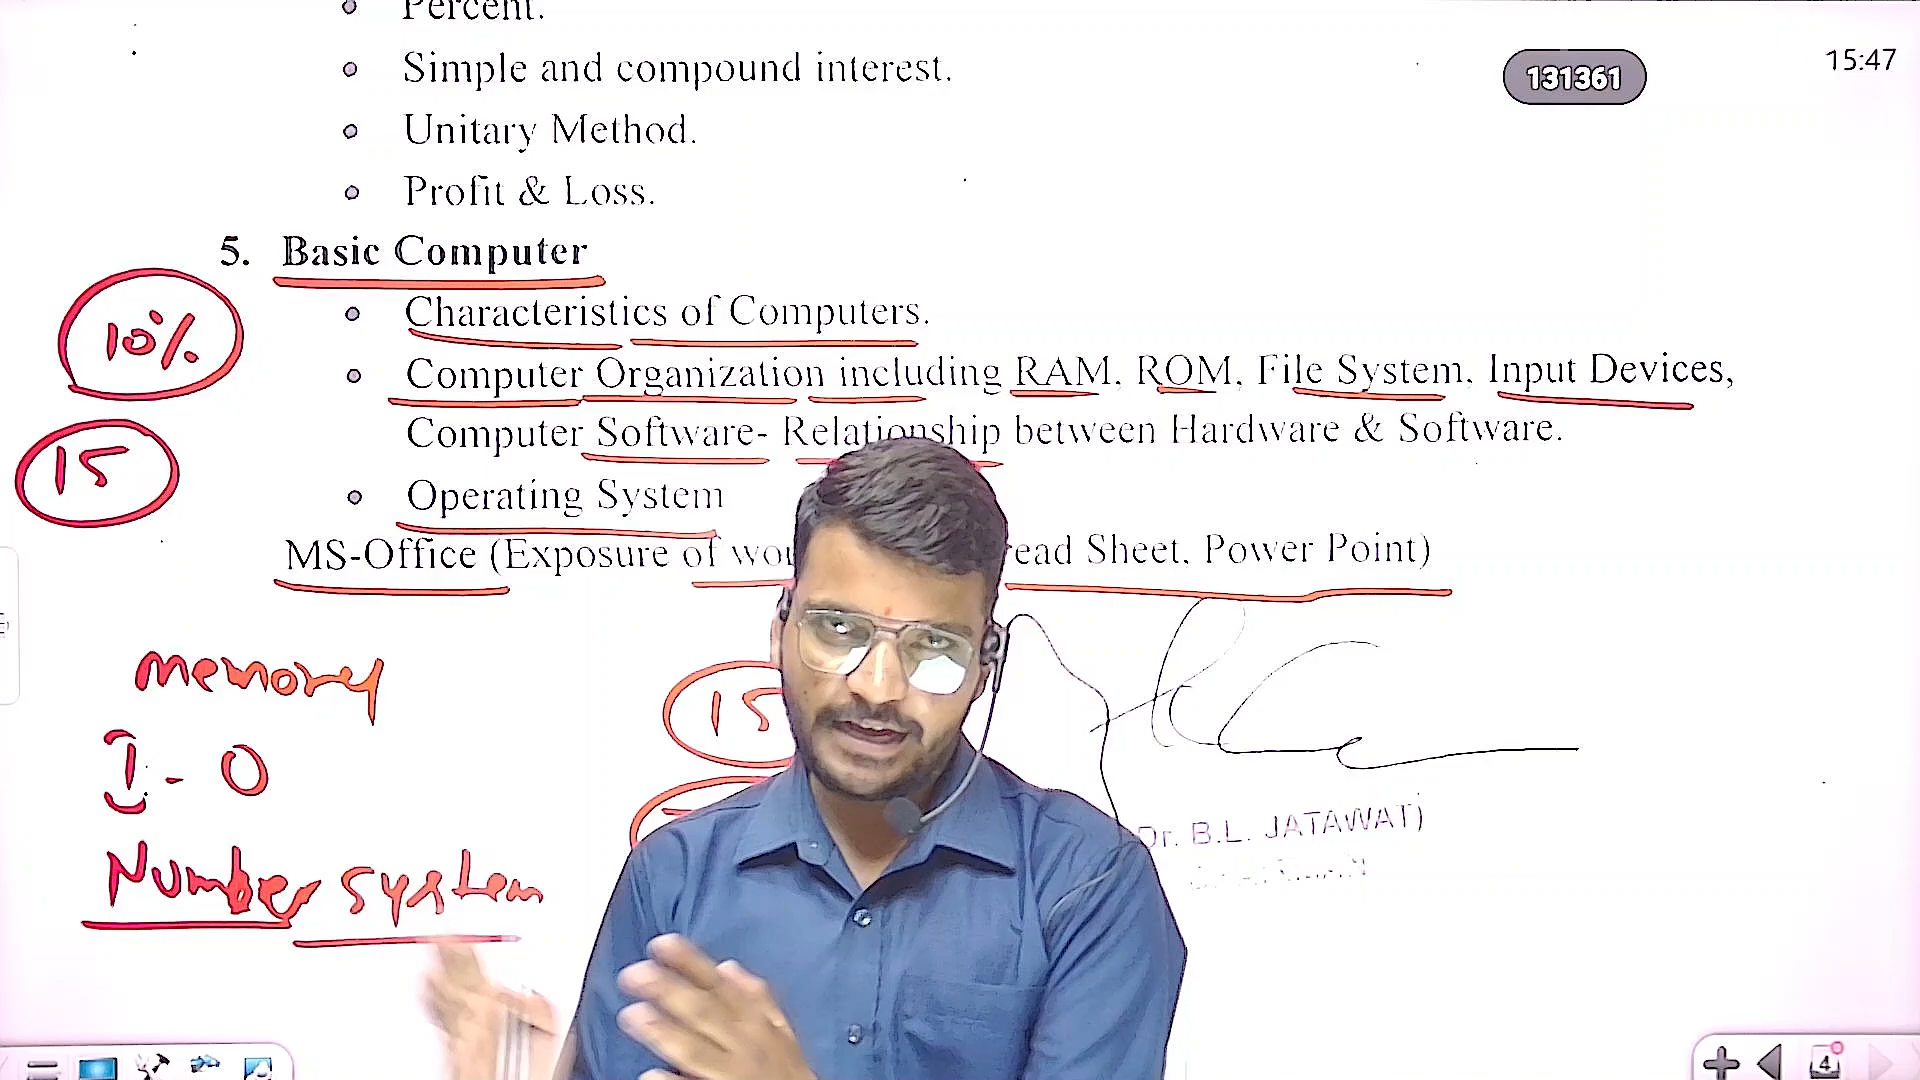 Percent.
15:47
131361
Simple and compound interest.
Unitary Method.
Profit & Loss.
5. Basic Computer
Characteristics of Computers.
10%
Computer Organization including RAM, ROM, File System, Input Devices,
Computer Software- Relationship between Hardware & Software.
15
Operating System
MS-Office (Exposure of wor ead Sheet, Power Point)
memory
15
I - O
Dr. B.L. JATAWAT)
Number system
4